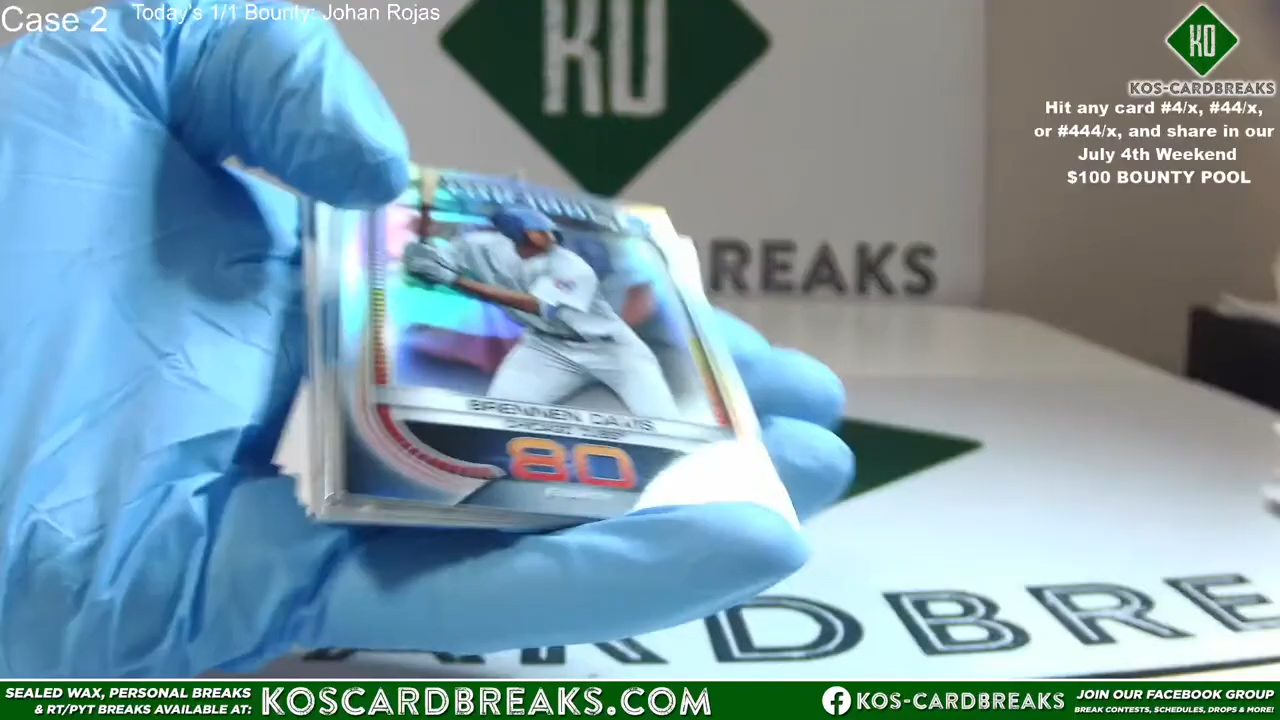 Case 2
Today's 1/1 Bounty: Johan Rojas
KO
KO
KOS-CARDBREAKS
Hit any card #4/x, #44/x,
or #444/x, and share in our
July 4th Weekend
$100 BOUNTY POOL
REAKS
BRENNEN DAVIS
80
ARDBRE
SEALED WAX, PERSONAL BREAKS
& RT/PYT BREAKS AVAILABLE AT:
KOSCARDBREAKS.COM
KOS-CARDBREAKS
JOIN OUR FACEBOOK GROUP
BREAK CONTESTS, SCHEDULES, DROPS & MORE!